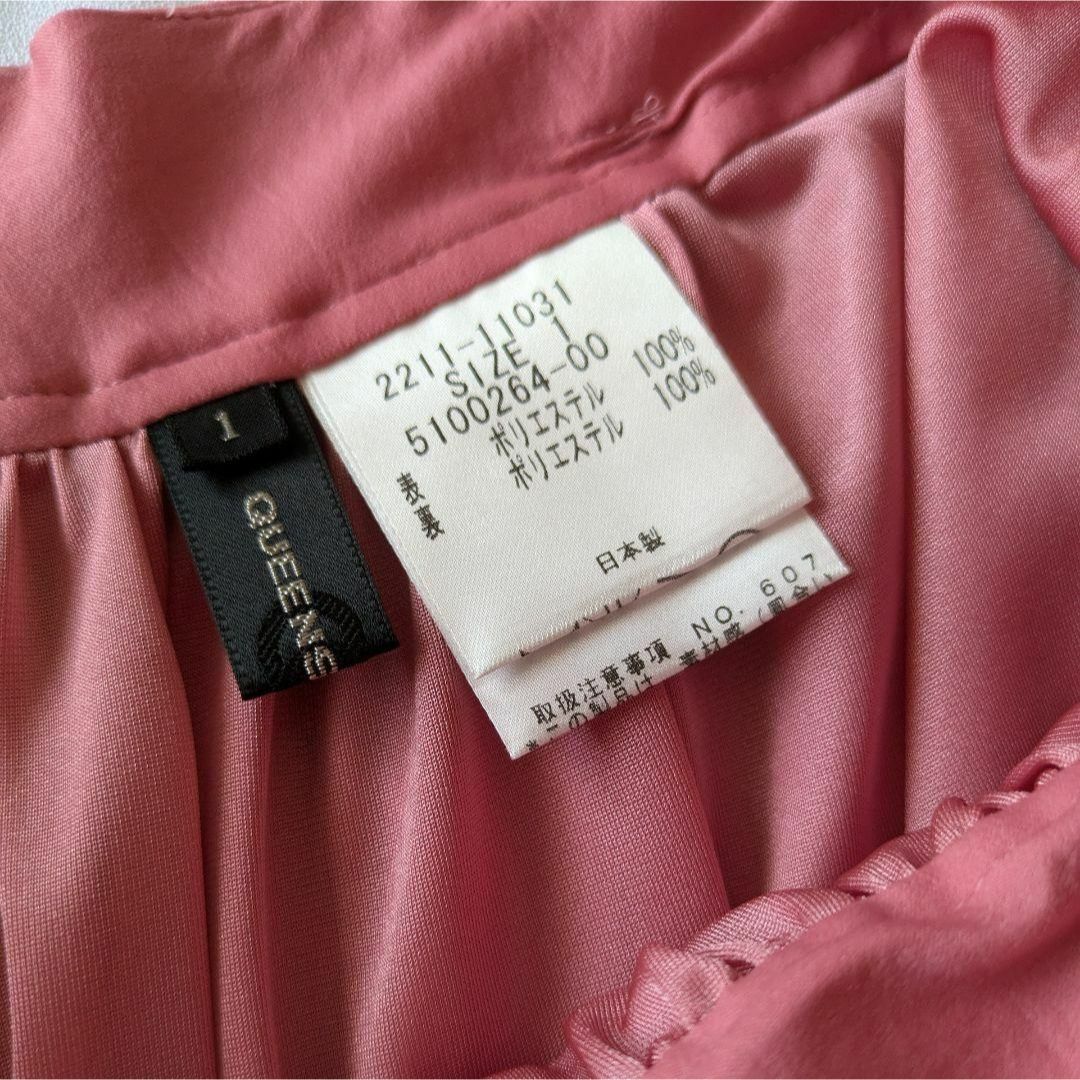 1
QUEENS
2211-11031
SIZE 1
5100264-00
表 ポリエステル 100%
裏 ポリエステル 100%
日本製
取扱注意事項 NO. 607